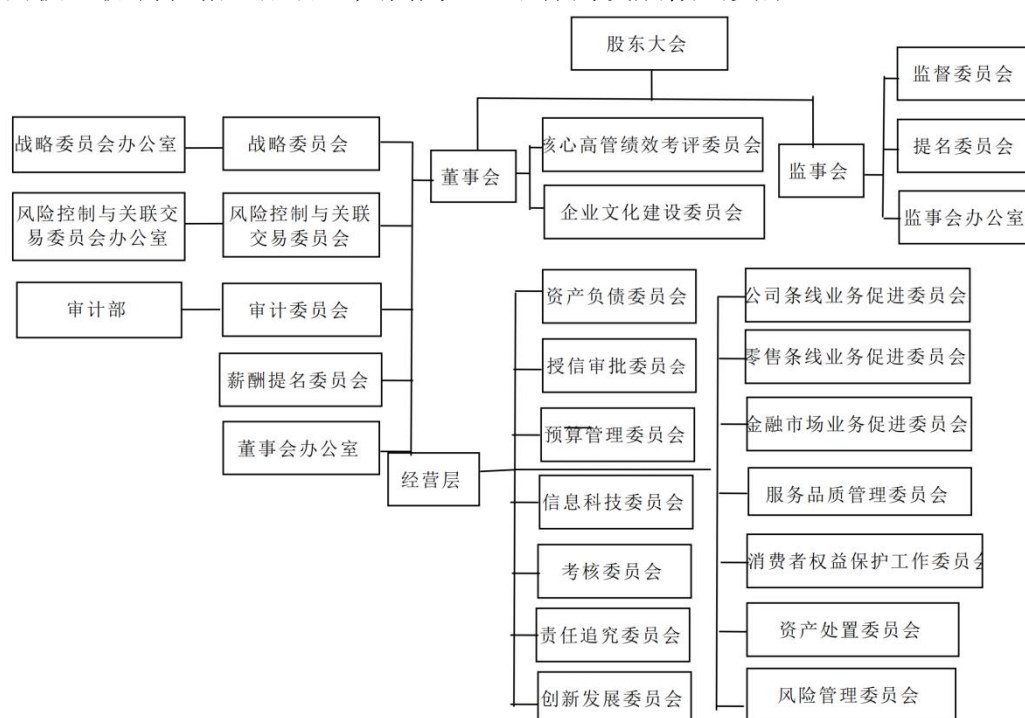 股东大会
监督委员会
战略委员会办公室
战略委员会
核心高管绩效考评委员会
提名委员会
董事会
监事会
风险控制与关联交
易委员会办公室
风险控制与关联
交易委员会
企业文化建设委员会
监事会办公室
审计部
审计委员会
资产负债委员会
公司条线业务促进委员会
薪酬提名委员会
授信审批委员会
零售条线业务促进委员会
董事会办公室
预算管理委员会
金融市场业务促进委员会
经营层
信息科技委员会
服务品质管理委员会
考核委员会
消费者权益保护工作委员会
责任追究委员会
资产处置委员会
创新发展委员会
风险管理委员会